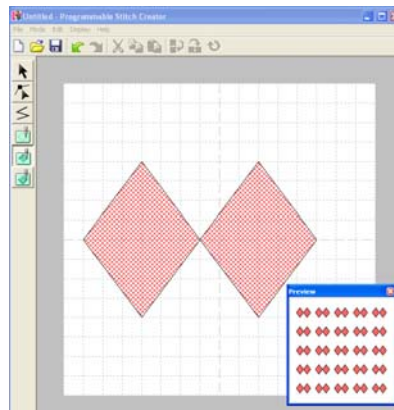 Untitled - Programmable Stitch Creator
File Mode Edit Display Help
Preview